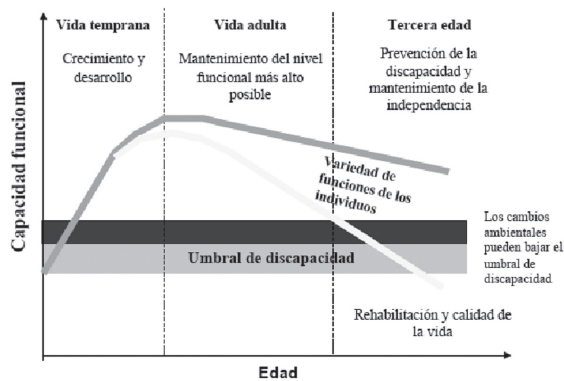 Vida temprana
Vida adulta
Tercera edad
Crecimiento y
desarrollo
Mantenimiento del nivel
funcional más alto
posible
Prevención de la
discapacidad y
mantenimiento de la
independencia
Capacidad funcional
Variedad de
funciones de los
individuos
Umbral de discapacidad
Los cambios
ambientales
pueden bajar el
umbral de
discapacidad
Rehabilitación y calidad de
la vida
Edad